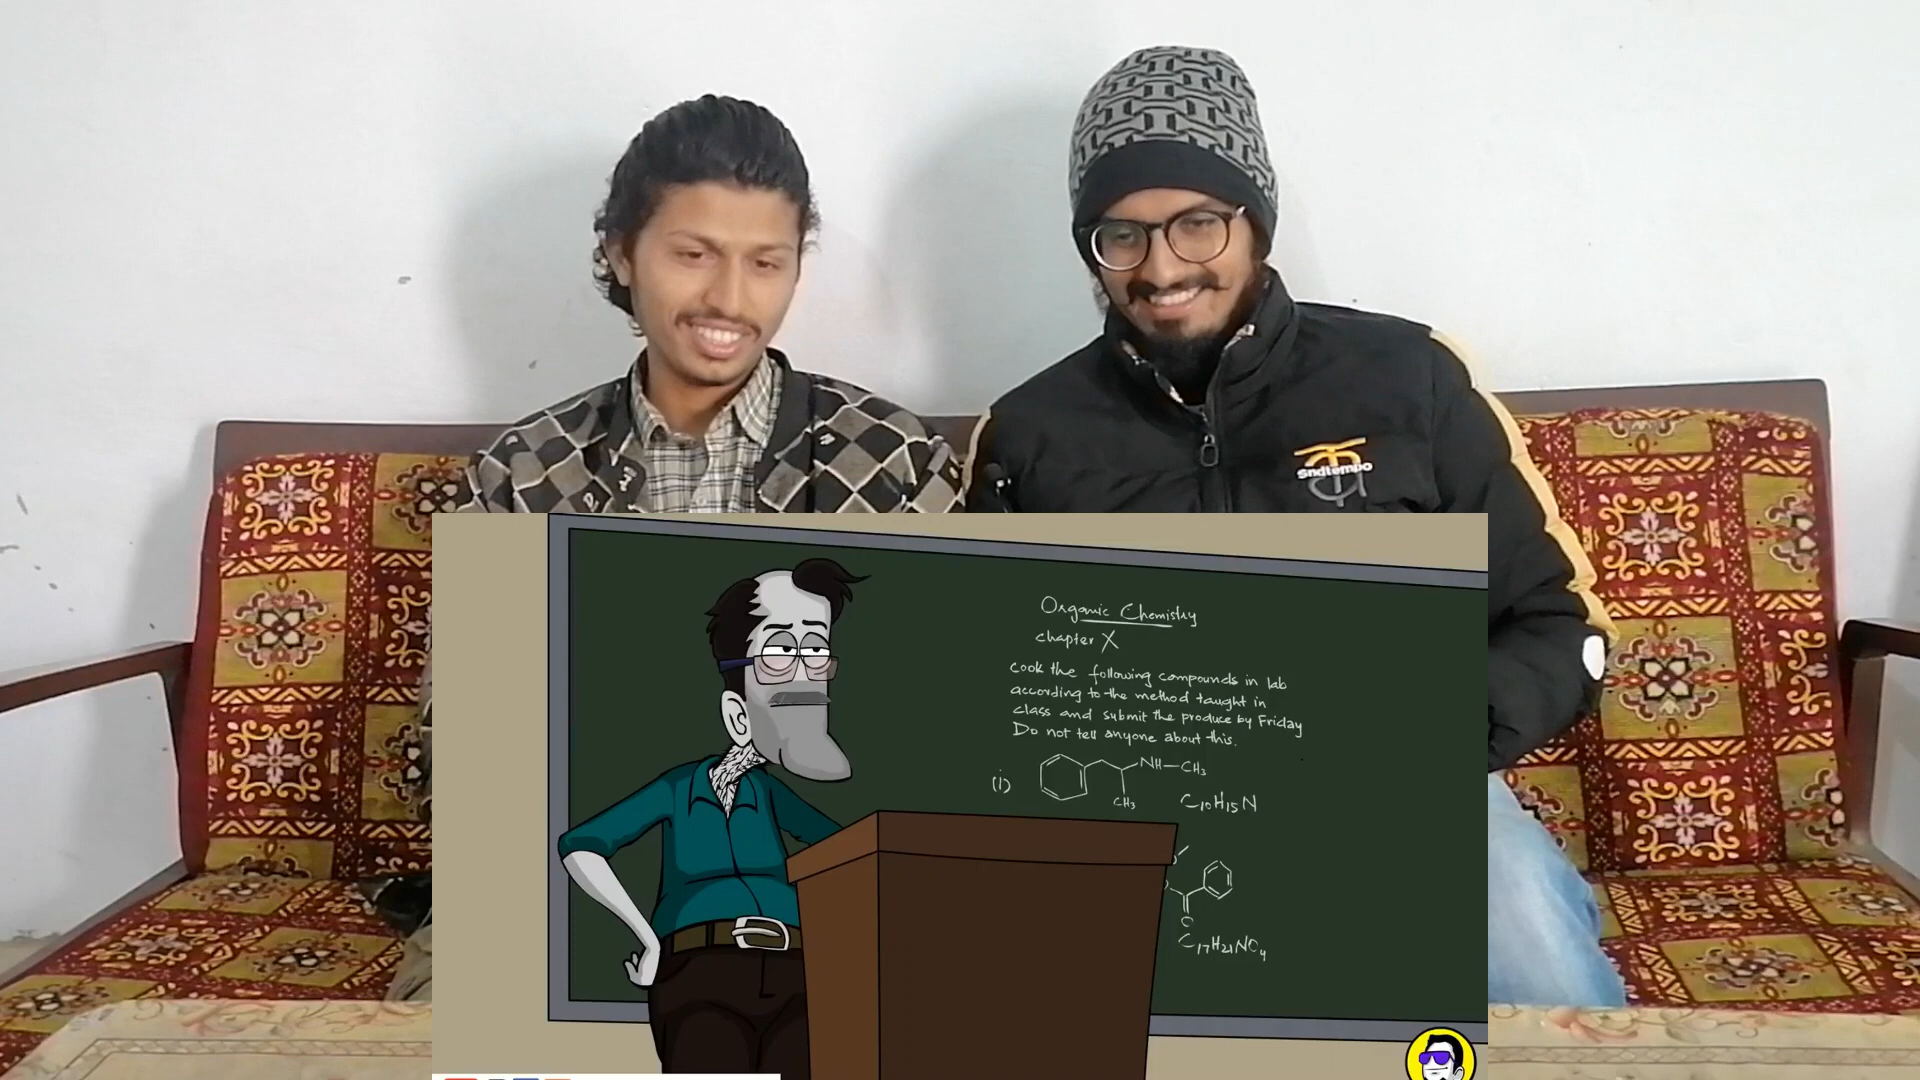 Sndtempo
Organic Chemistry
chapter X
cook the following compounds in lab
according to the method taught in
class and submit the produce by Friday
Do not tell anyone about this.
(i)
NH-CH3
CH3
C10H15N
O
C17H21NO4